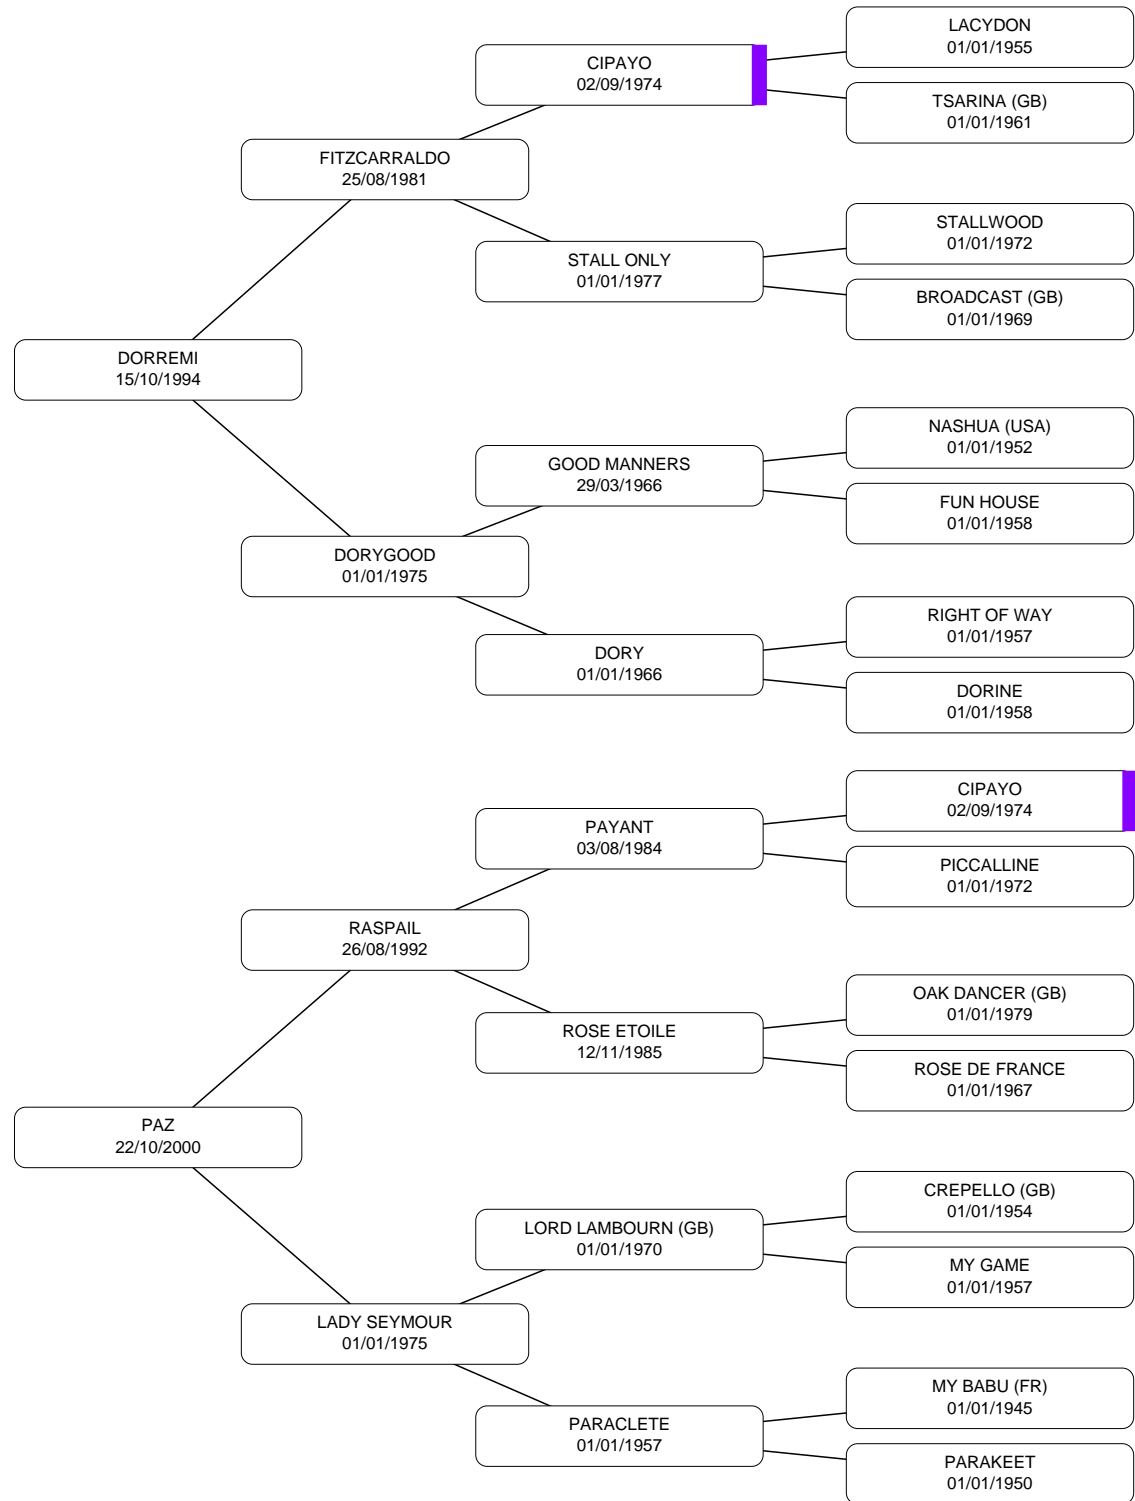 LACYDON
01/01/1955
CIPAYO
02/09/1974
TSARINA (GB)
01/01/1961
FITZCARRALDO
25/08/1981
STALLWOOD
01/01/1972
STALL ONLY
01/01/1977
BROADCAST (GB)
01/01/1969
DORREMI
15/10/1994
NASHUA (USA)
01/01/1952
GOOD MANNERS
29/03/1966
FUN HOUSE
01/01/1958
DORYGOOD
01/01/1975
RIGHT OF WAY
01/01/1957
DORY
01/01/1966
DORINE
01/01/1958
CIPAYO
02/09/1974
PAYANT
03/08/1984
PICCALLINE
01/01/1972
RASPAIL
26/08/1992
OAK DANCER (GB)
01/01/1979
ROSE ETOILE
12/11/1985
ROSE DE FRANCE
01/01/1967
PAZ
22/10/2000
CREPELLO (GB)
01/01/1954
LORD LAMBOURN (GB)
01/01/1970
MY GAME
01/01/1957
LADY SEYMOUR
01/01/1975
MY BABU (FR)
01/01/1945
PARACLETE
01/01/1957
PARAKEET
01/01/1950